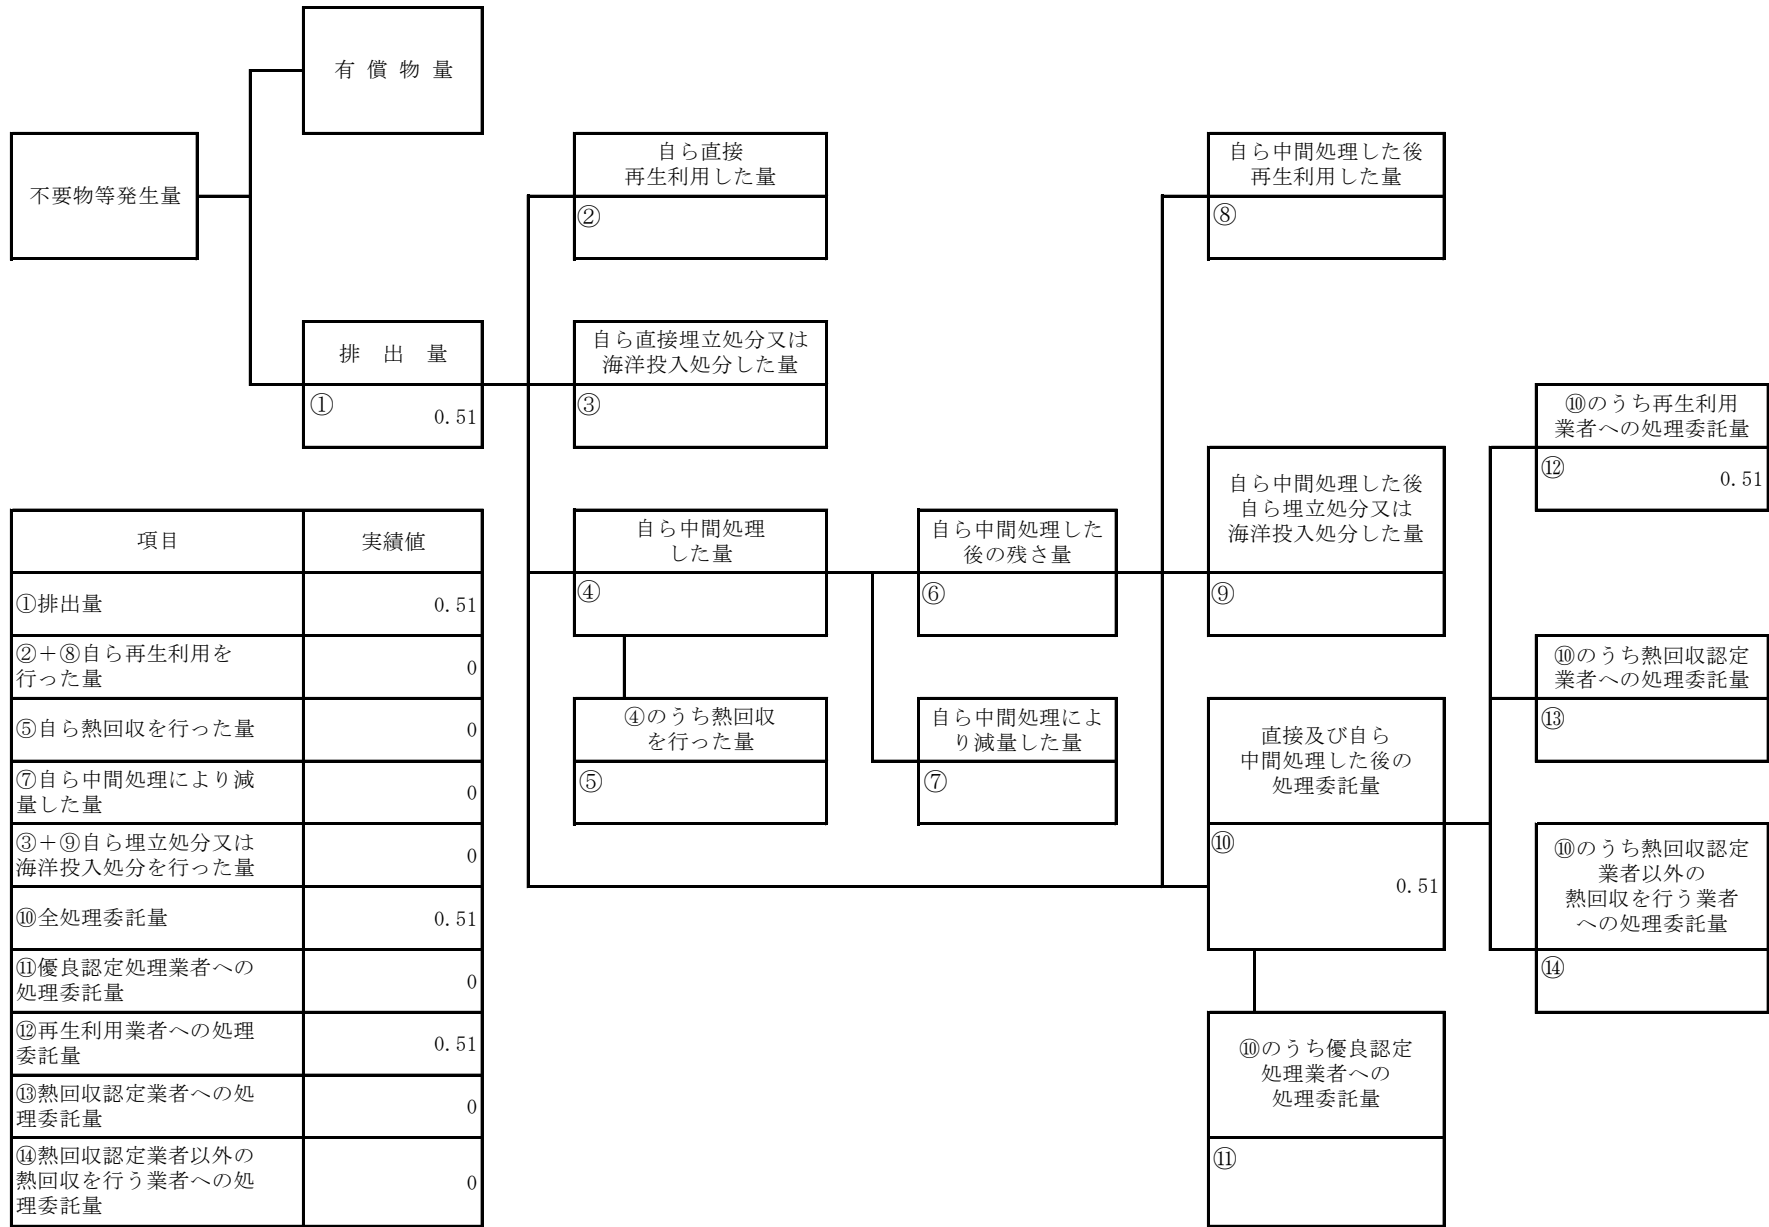 有償物量
不要物等発生量
排出量
①
0.51
自ら直接
再生利用した量
②
自ら直接埋立処分又は
海洋投入処分した量
③
自ら中間処理
した量
④
④のうち熱回収
を行った量
⑤
自ら中間処理した
後の残さ量
⑥
自ら中間処理によ
り減量した量
⑦
自ら中間処理した後
再生利用した量
⑧
自ら中間処理した後
自ら埋立処分又は
海洋投入処分した量
⑨
直接及び自ら
中間処理した後の
処理委託量
⑩
0.51
⑩のうち優良認定
処理業者への
処理委託量
⑪
⑩のうち再生利用
業者への処理委託量
⑫
0.51
⑩のうち熱回収認定
業者への処理委託量
⑬
⑩のうち熱回収認定
業者以外の
熱回収を行う業者
への処理委託量
⑭
項目 実績値
①排出量 0.51
②+⑧自ら再生利用を
行った量 0
⑤自ら熱回収を行った量 0
⑦自ら中間処理により減
量した量 0
③+⑨自ら埋立処分又は
海洋投入処分を行った量 0
⑩全処理委託量 0.51
⑪優良認定処理業者への
処理委託量 0
⑫再生利用業者への処理
委託量 0.51
⑬熱回収認定業者への処
理委託量 0
⑭熱回収認定業者以外の
熱回収を行う業者への処
理委託量 0